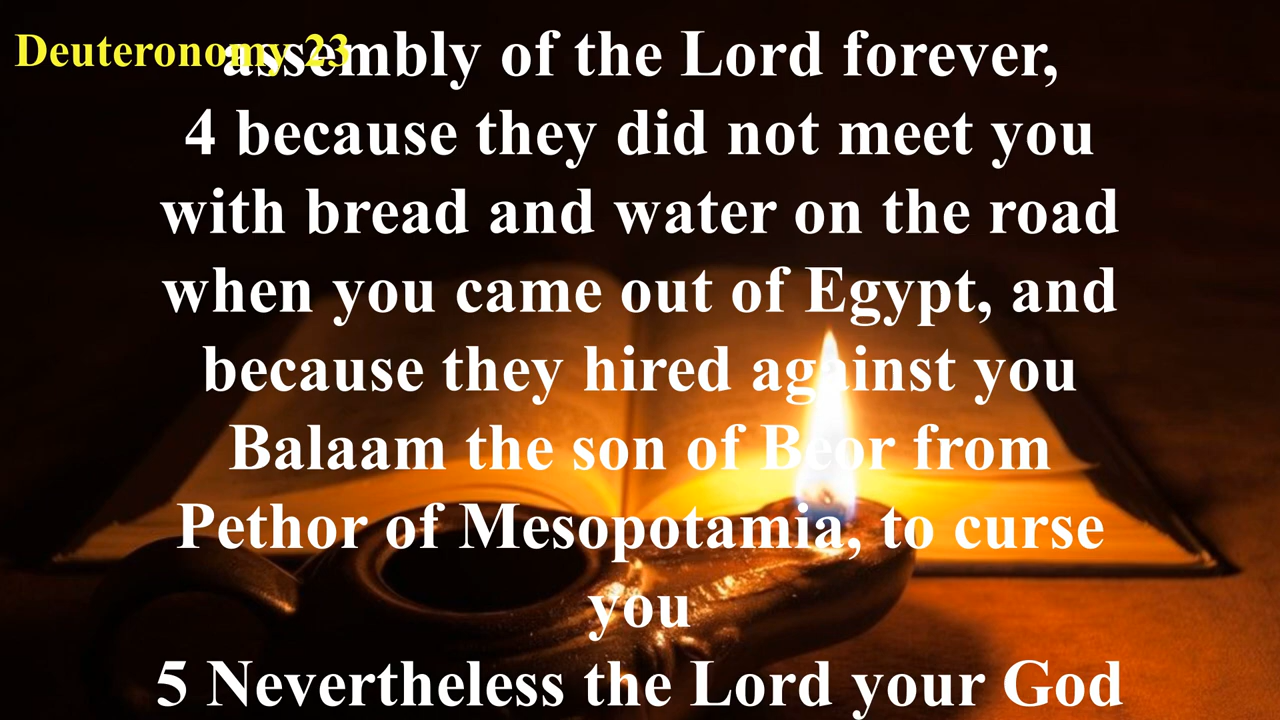 Deuteronomy 23
assembly of the Lord forever,
4 because they did not meet you
with bread and water on the road
when you came out of Egypt, and
because they hired against you
Balaam the son of Beor from
Pethor of Mesopotamia, to curse
you
5 Nevertheless the Lord your God